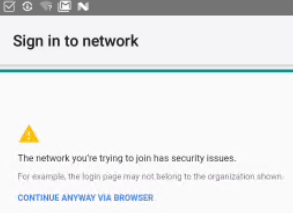 Sign in to network
The network you're trying to join has security issues.
For example, the login page may not belong to the organization shown.
CONTINUE ANYWAY VIA BROWSER